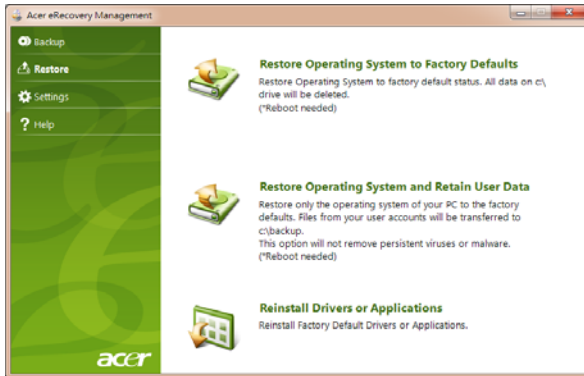 Acer eRecovery Management
Backup
Restore
Settings
? Help
Restore Operating System to Factory Defaults
Restore Operating System to factory default status. All data on c:\
drive will be deleted.
(*Reboot needed)
Restore Operating System and Retain User Data
Restore only the operating system of your PC to the factory
defaults. Files from your user accounts will be transferred to
c:\backup.
This option will not remove persistent viruses or malware.
(*Reboot needed)
Reinstall Drivers or Applications
Reinstall Factory Default Drivers or Applications.
acer